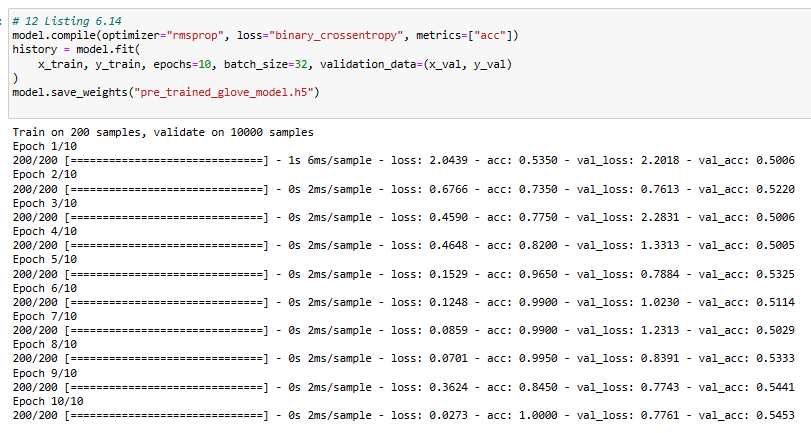 # 12 Listing 6.14
model.compile(optimizer="rmsprop", loss="binary_crossentropy", metrics=["acc"])
history = model.fit(
    x_train, y_train, epochs=10, batch_size=32, validation_data=(x_val, y_val)
)
model.save_weights("pre_trained_glove_model.h5")
Train on 200 samples, validate on 10000 samples
Epoch 1/10
200/200 [==============================] - 1s 6ms/sample - loss: 2.0439 - acc: 0.5350 - val_loss: 2.2018 - val_acc: 0.5006
Epoch 2/10
200/200 [==============================] - 0s 2ms/sample - loss: 0.6766 - acc: 0.7350 - val_loss: 0.7613 - val_acc: 0.5220
Epoch 3/10
200/200 [==============================] - 0s 2ms/sample - loss: 0.4590 - acc: 0.7750 - val_loss: 2.2831 - val_acc: 0.5006
Epoch 4/10
200/200 [==============================] - 0s 2ms/sample - loss: 0.4648 - acc: 0.8200 - val_loss: 1.3313 - val_acc: 0.5005
Epoch 5/10
200/200 [==============================] - 0s 2ms/sample - loss: 0.1529 - acc: 0.9650 - val_loss: 0.7884 - val_acc: 0.5325
Epoch 6/10
200/200 [==============================] - 0s 2ms/sample - loss: 0.1248 - acc: 0.9900 - val_loss: 1.0230 - val_acc: 0.5114
Epoch 7/10
200/200 [==============================] - 0s 2ms/sample - loss: 0.0859 - acc: 0.9900 - val_loss: 1.2313 - val_acc: 0.5029
Epoch 8/10
200/200 [==============================] - 0s 2ms/sample - loss: 0.0701 - acc: 0.9950 - val_loss: 0.8391 - val_acc: 0.5333
Epoch 9/10
200/200 [==============================] - 0s 2ms/sample - loss: 0.3624 - acc: 0.8450 - val_loss: 0.7743 - val_acc: 0.5441
Epoch 10/10
200/200 [==============================] - 0s 2ms/sample - loss: 0.0273 - acc: 1.0000 - val_loss: 0.7761 - val_acc: 0.5453